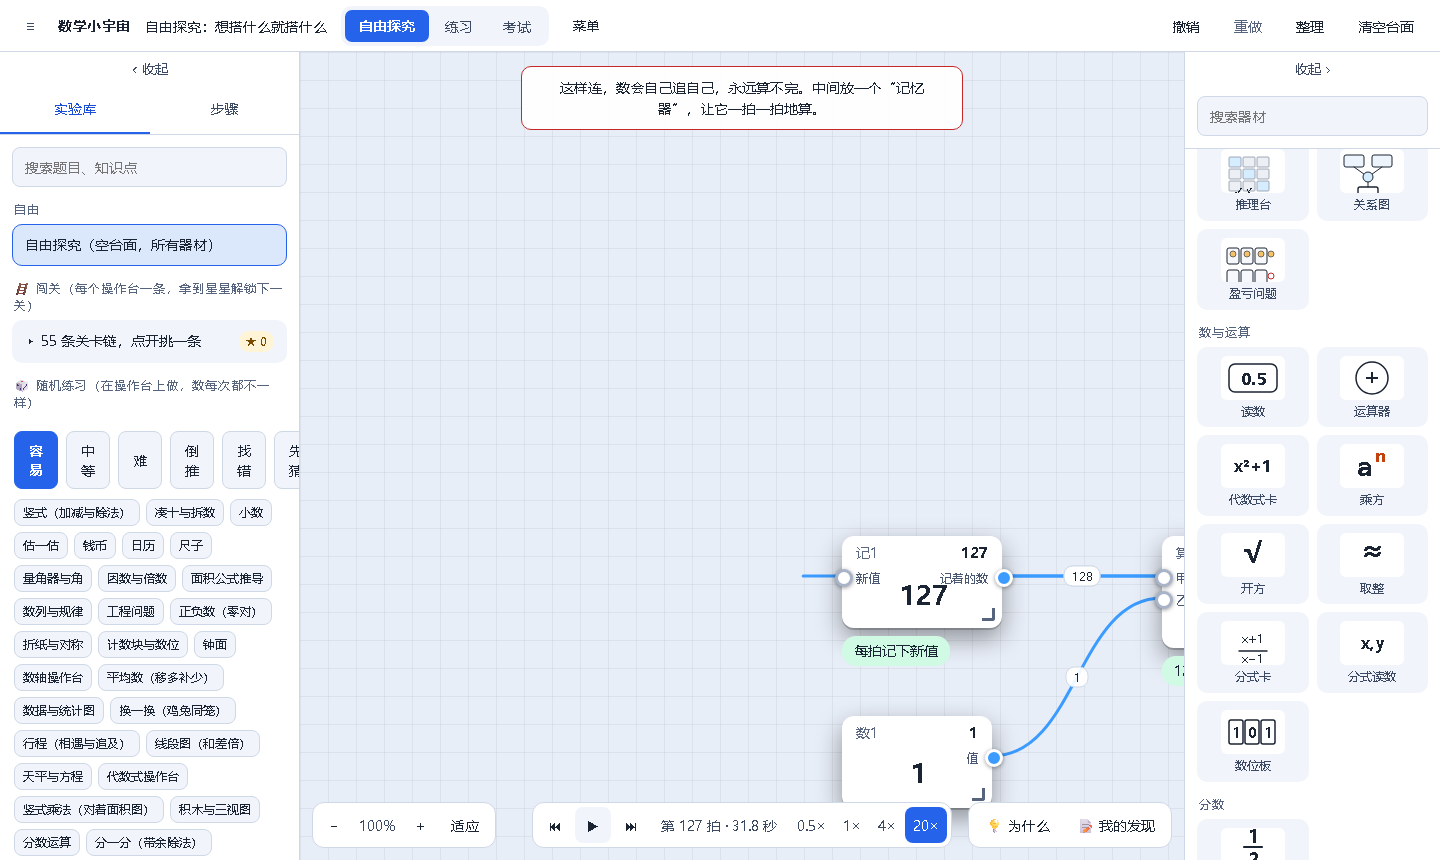 ≡ 数学小宇宙 自由探究：想搭什么就搭什么 自由探究 练习 考试 菜单 撤销 重做 整理 清空台面
‹ 收起
实验库 步骤
搜索题目、知识点
自由
自由探究（空台面，所有器材）
闯关（每个操作台一条，拿到星星解锁下一
关）
▸ 55 条关卡链，点开挑一条 ★ 0
随机练习（在操作台上做，数每次都不一
样）
容易 中等 难 倒推 找错 先猜
竖式（加减与除法） 凑十与拆数 小数
估一估 钱币 日历 尺子
量角器与角 因数与倍数 面积公式推导
数列与规律 工程问题 正负数（零对）
折纸与对称 计数块与数位 钟面
数轴操作台 平均数（移多补少）
数据与统计图 换一换（鸡兔同笼）
行程（相遇与追及） 线段图（和差倍）
天平与方程 代数式操作台
竖式乘法（对着面积图） 积木与三视图
分数运算 分一分（带余除法）
这样连，数会自己追自己，永远算不完。中间放一个“记忆
器”，让它一拍一拍地算。
记1 127
新值 记着的数
127
每拍记下新值
128
1
数1 1
值
1
甲
− 100% + 适应
⏮ ▶ ⏭ 第 127 拍 · 31.8 秒 0.5× 1× 4× 20×
为什么 我的发现
收起 ›
搜索器材
推理台 关系图
盈亏问题
数与运算
0.5 +
读数 运算器
x²+1 aⁿ
代数式卡 乘方
√ ≈
开方 取整
x+1
x−1
x,y
分式卡 分式读数
1 0 1
数位板
分数
1
2